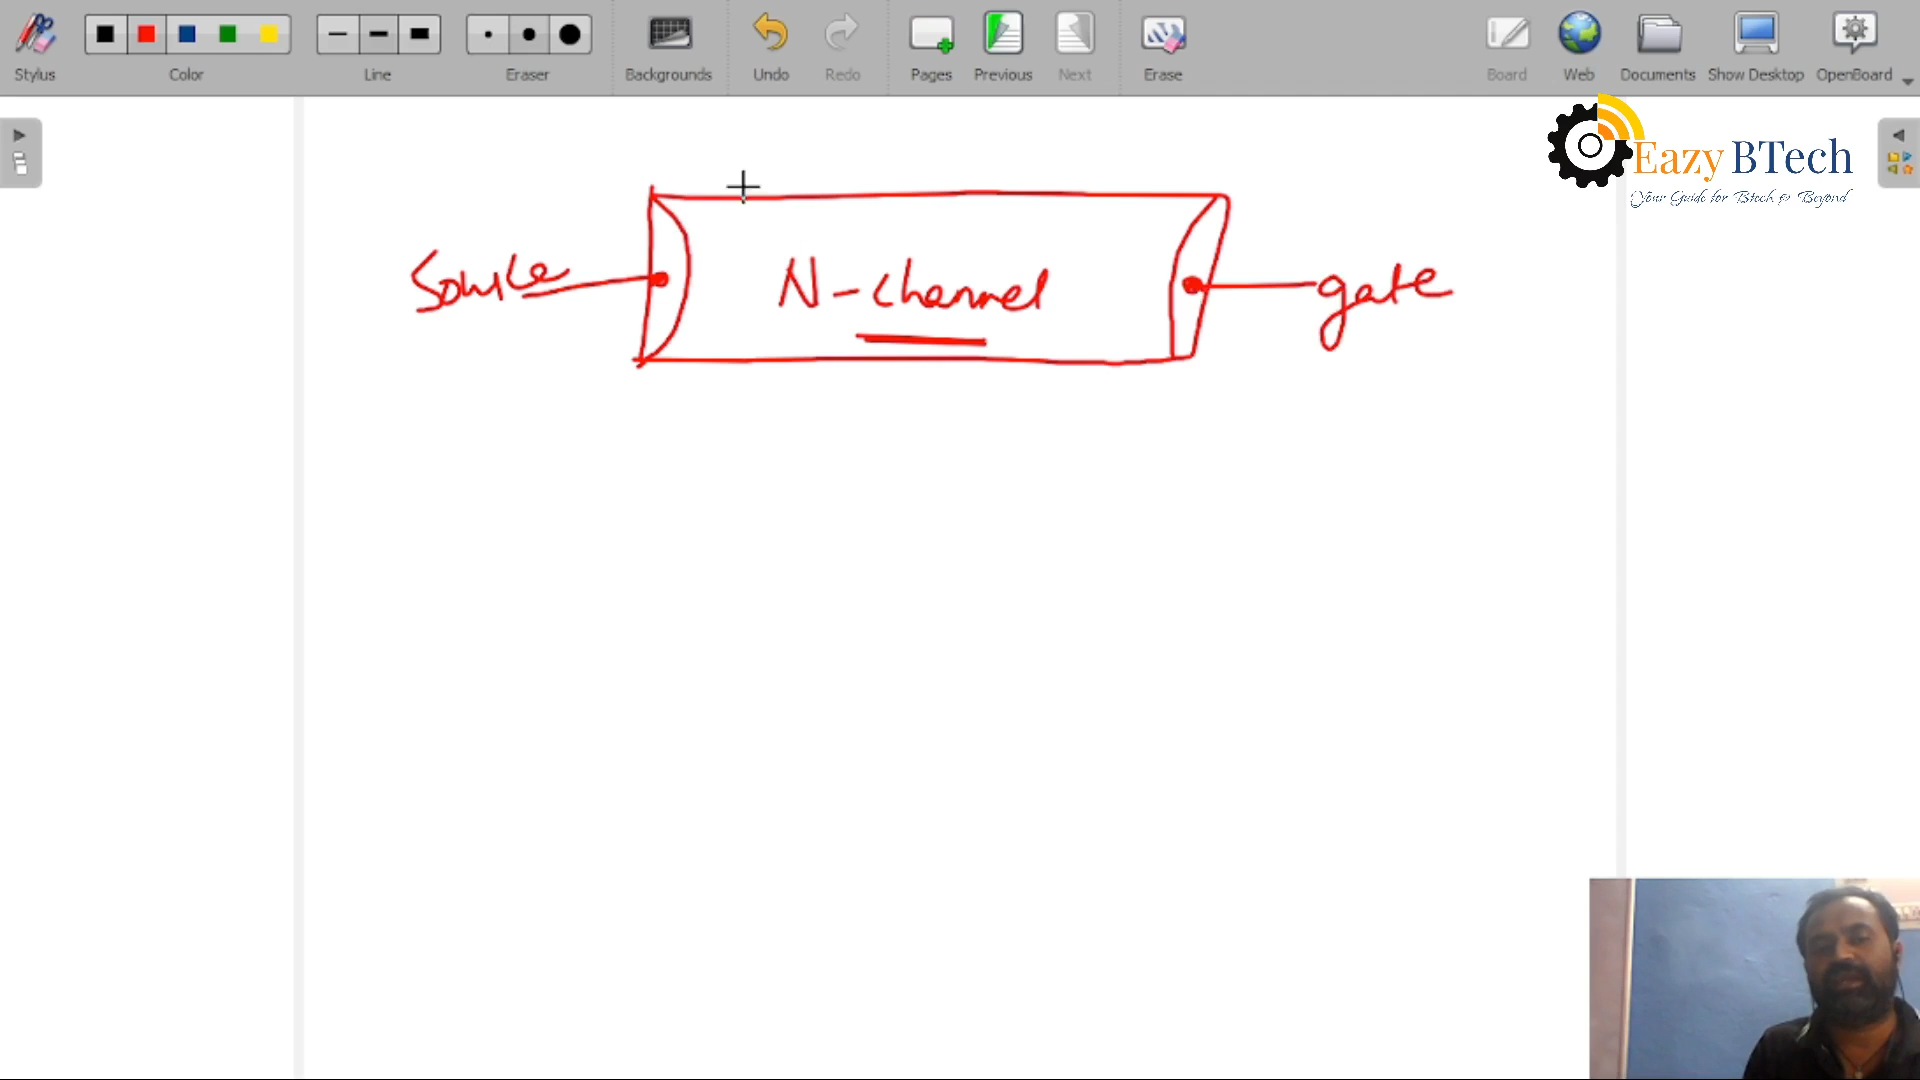 Stylus
Color
Line
Eraser
Backgrounds
Undo
Redo
Pages
Previous
Next
Erase
Board
Web
Documents
Show Desktop
OpenBoard
Eazy BTech
Your Guide for Btech & Beyond
Source
N-channel
gate